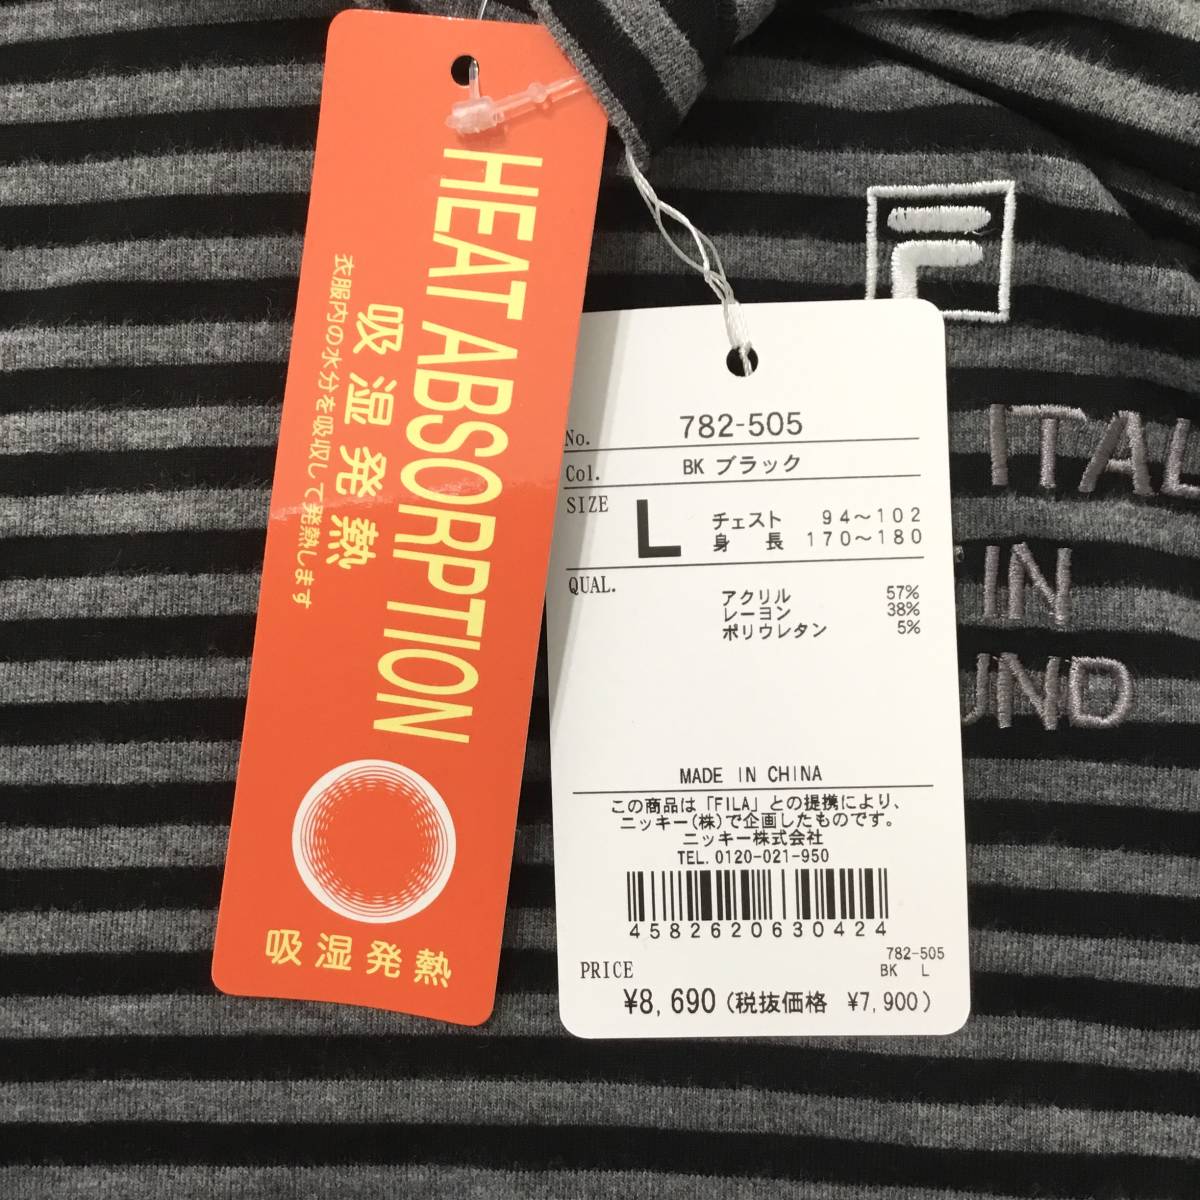 HEAT ABSORPTION
吸湿発熱
衣服内の水分を吸収して発熱します
吸湿発熱
No. 782-505
Col. BK ブラック
SIZE L チェスト 94～102
身長 170～180
QUAL. アクリル 57%
レーヨン 38%
ポリウレタン 5%
MADE IN CHINA
この商品は「FILA」との提携により、
ニッキー(株)で企画したものです。
ニッキー株式会社
TEL. 0120-021-950
4582620630424
782-505
BK L
PRICE
¥8,690 (税抜価格 ¥7,900)
F
ITAL
IN
UND